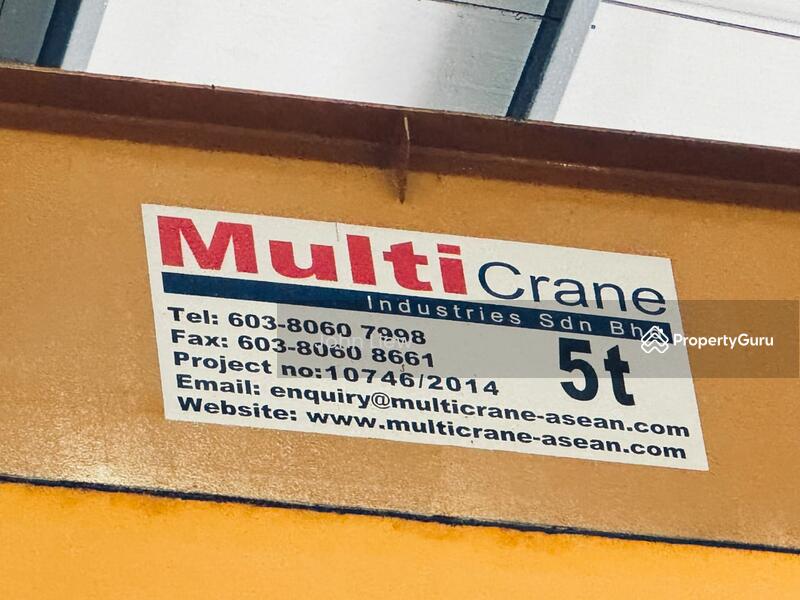 Multi Crane
Industries Sdn Bhd
Tel: 603-8060 7998
Fax: 603-8060 8661
Project no:10746/2014
5t
Email: enquiry@multicrane-asean.com
Website: www.multicrane-asean.com
PropertyGuru